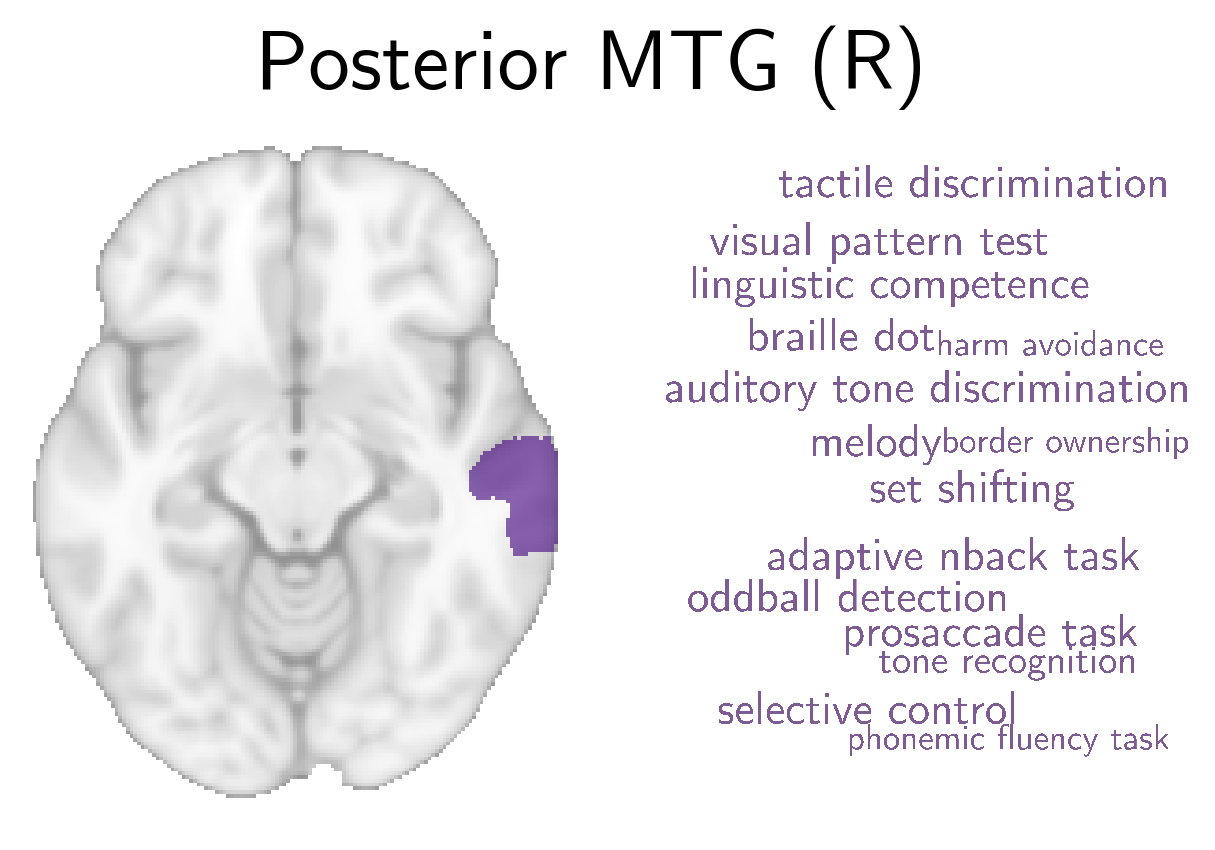 Posterior MTG (R)
tactile discrimination
visual pattern test
linguistic competence
braille dot harm avoidance
auditory tone discrimination
melody border ownership
set shifting
adaptive nback task
oddball detection
prosaccade task
tone recognition
selective control
phonemic fluency task